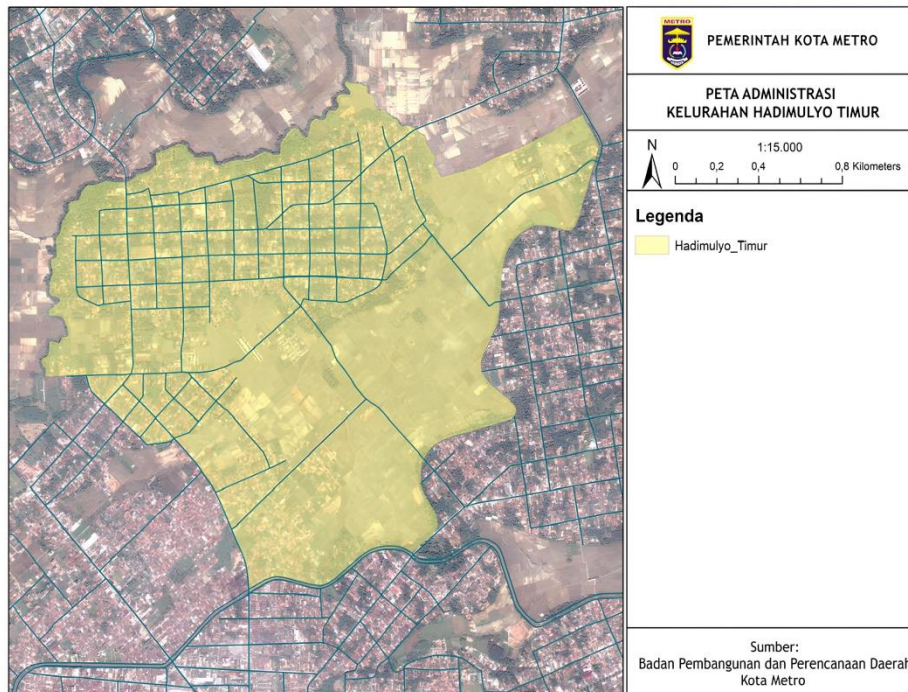 METRO
PEMERINTAH KOTA METRO
PETA ADMINISTRASI
KELURAHAN HADIMULYO TIMUR
N
1:15.000
0 0,2 0,4 0,8 Kilometers
Legenda
Hadimulyo_Timur
Sumber:
Badan Pembangunan dan Perencanaan Daerah
Kota Metro